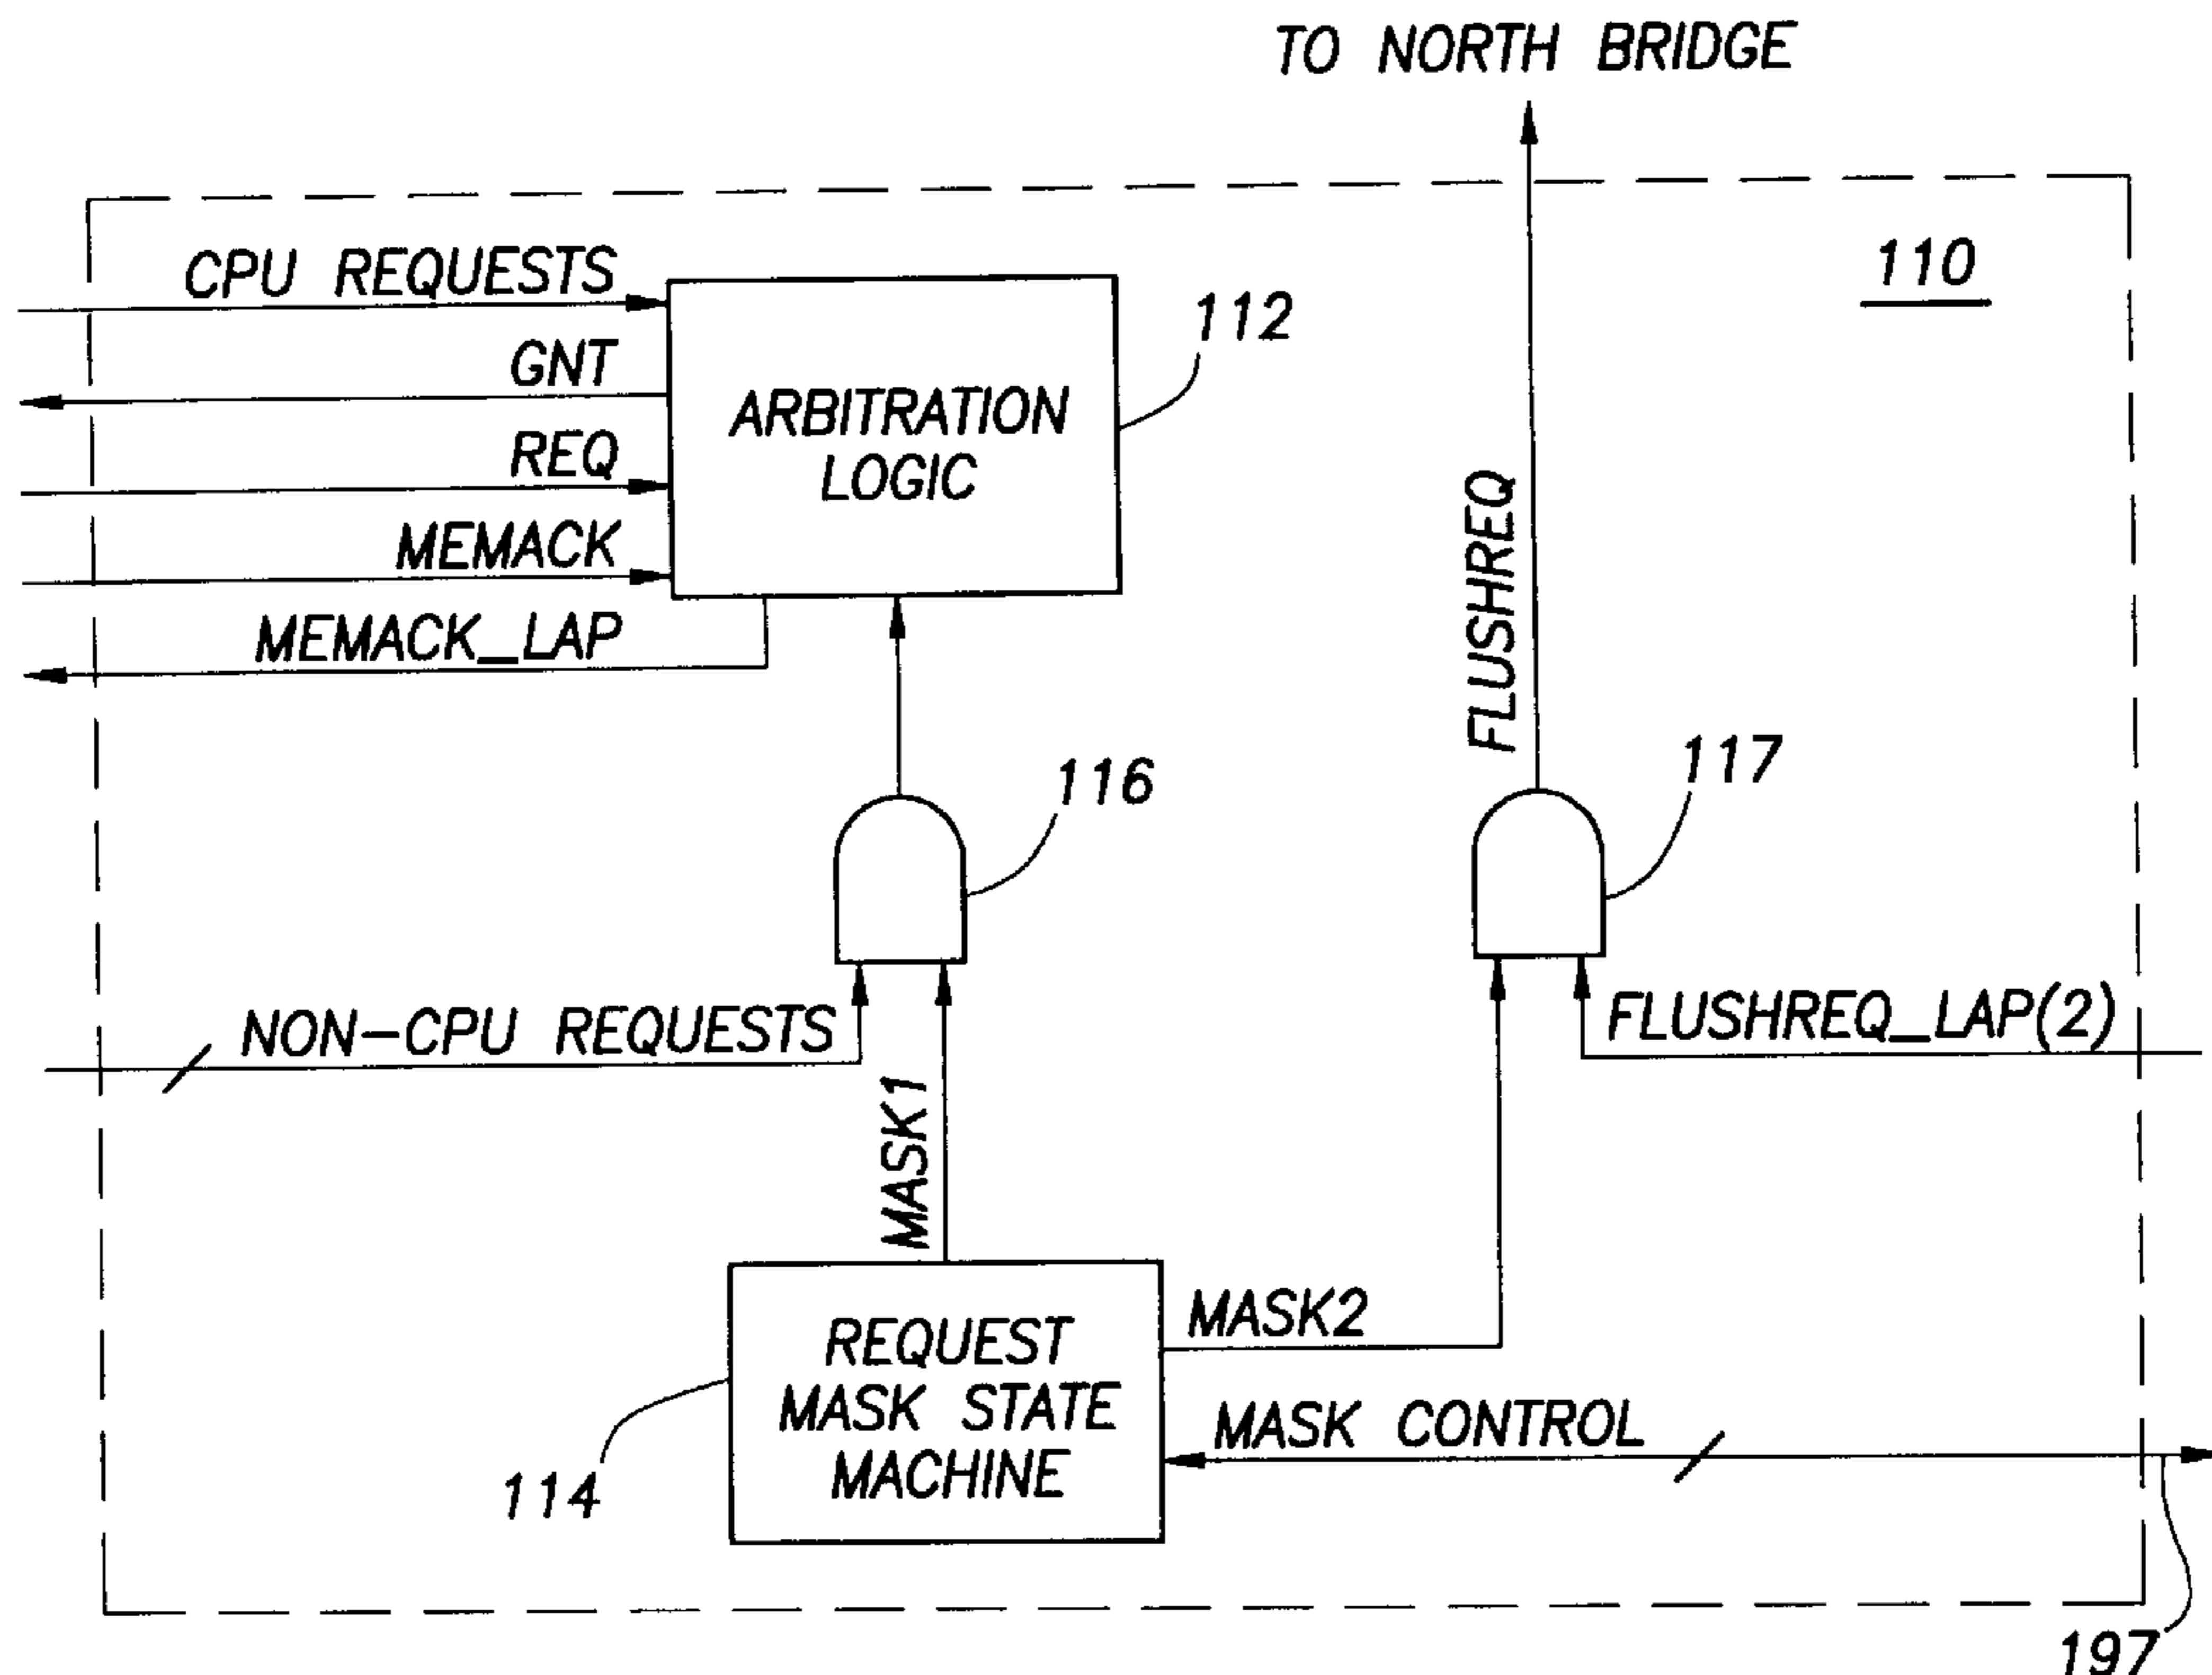 TO NORTH BRIDGE
110
CPU REQUESTS
GNT
REQ
MEMACK
MEMACK_LAP
ARBITRATION
LOGIC
112
FLUSHREQ
116
117
NON-CPU REQUESTS
MASK1
FLUSHREQ_LAP(2)
REQUEST
MASK STATE
MACHINE
114
MASK2
MASK CONTROL
197